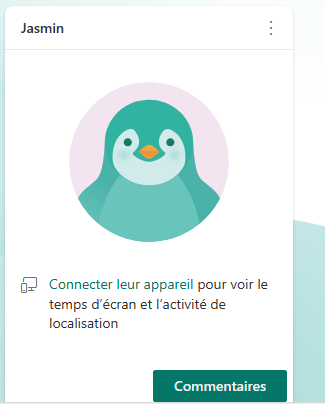 Jasmin
Connecter leur appareil pour voir le
temps d’écran et l’activité de
localisation
Commentaires